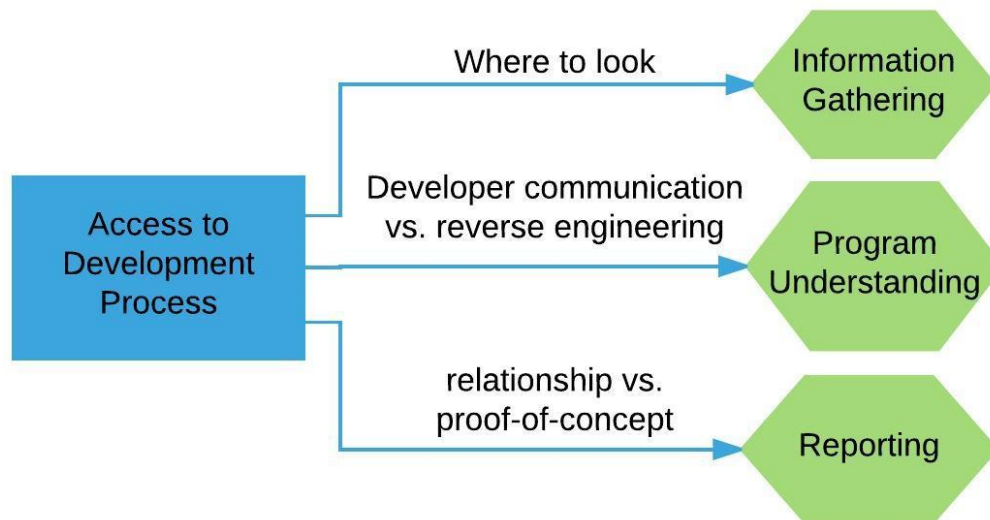 Where to look
Information
Gathering
Access to
Development
Process
Developer communication
vs. reverse engineering
Program
Understanding
relationship vs.
proof-of-concept
Reporting